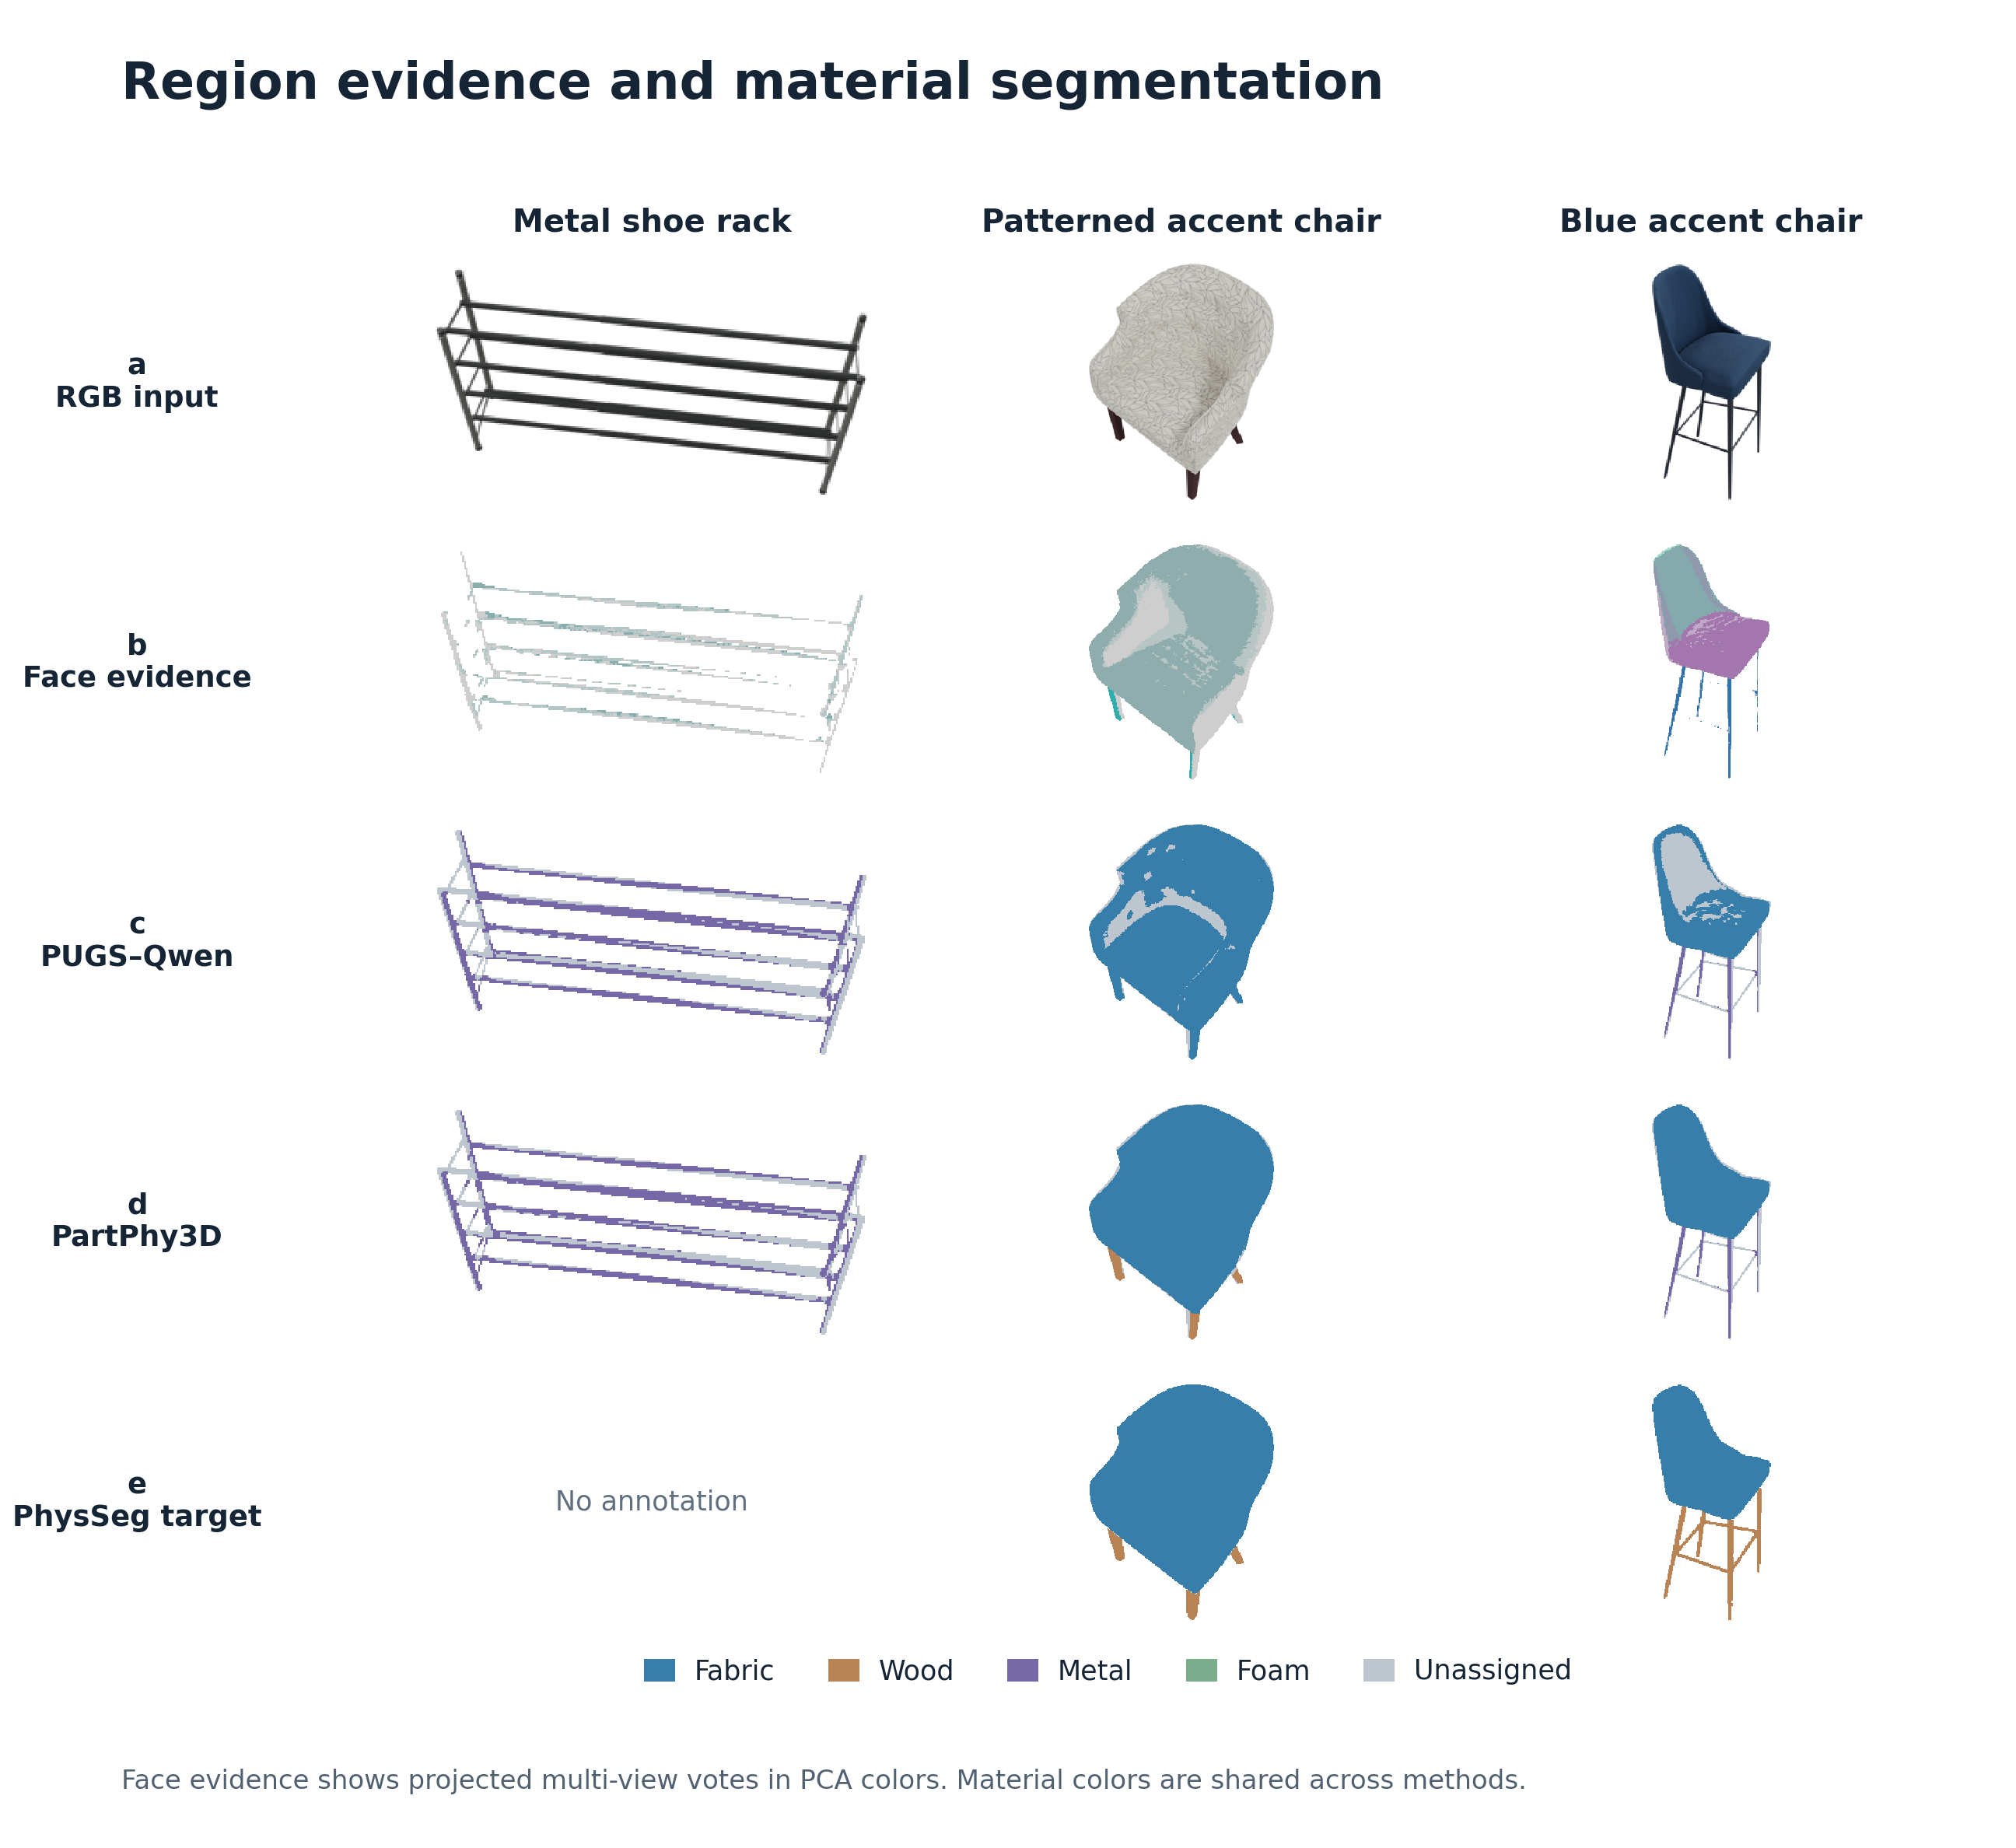 Region evidence and material segmentation
Metal shoe rack
Patterned accent chair
Blue accent chair
a
RGB input
b
Face evidence
c
PUGS–Qwen
d
PartPhy3D
e
PhysSeg target
No annotation
Fabric
Wood
Metal
Foam
Unassigned
Face evidence shows projected multi-view votes in PCA colors. Material colors are shared across methods.